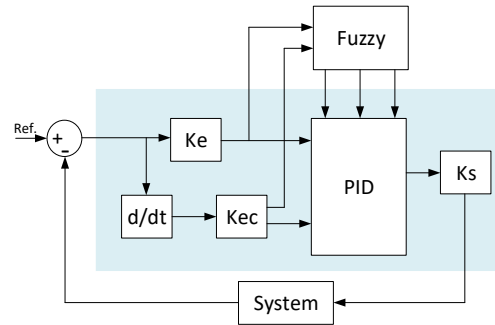 Fuzzy
Ref.
+
-
Ke
PID
Ks
d/dt
Kec
System